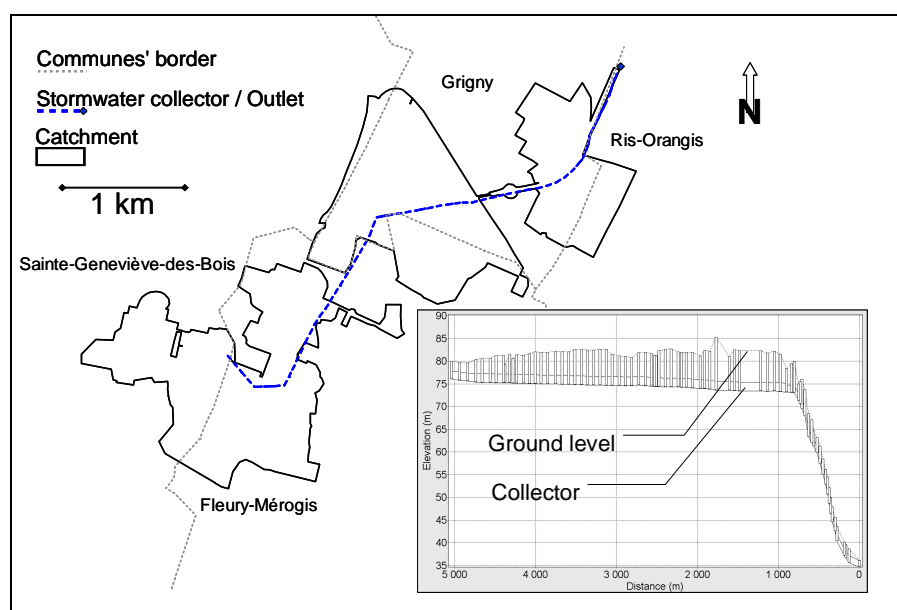 Communes' border
Stormwater collector / Outlet
Catchment
1 km
Grigny
Ris-Orangis
N
Sainte-Geneviève-des-Bois
Fleury-Mérogis
90
85
80
75
70
65
60
55
50
45
40
35
Elevation (m)
Ground level
Collector
5 000 4 000 3 000 2 000 1 000 0
Distance (m)